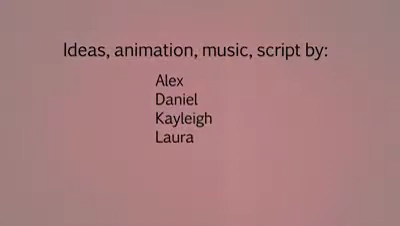 Ideas, animation, music, script by:
Alex
Daniel
Kayleigh
Laura